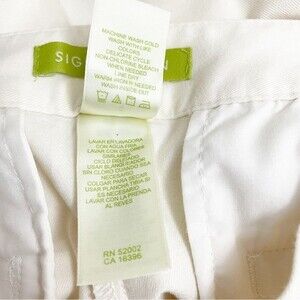 SIG
N
MACHINE WASH COLD
WASH WITH LIKE
COLORS
DELICATE CYCLE
NON-CHLORINE BLEACH
WHEN NEEDED
LINE DRY
WARM IRON IF NEEDED
WASH INSIDE OUT
LAVAR EN LAVADORA
CON AGUA FRIA
LAVAR CON COLORES
SIMILARES
CICLO DELICADO
USAR BLANQUEADOR
SIN CLORO CUANDO ES
NECESARIO
COLGAR PARA SECAR
USAR PLANCHA TIBIA SI
ES NECESARIO
LAVAR CON LA PRENDA
AL REVES
RN 52002
CA 16396